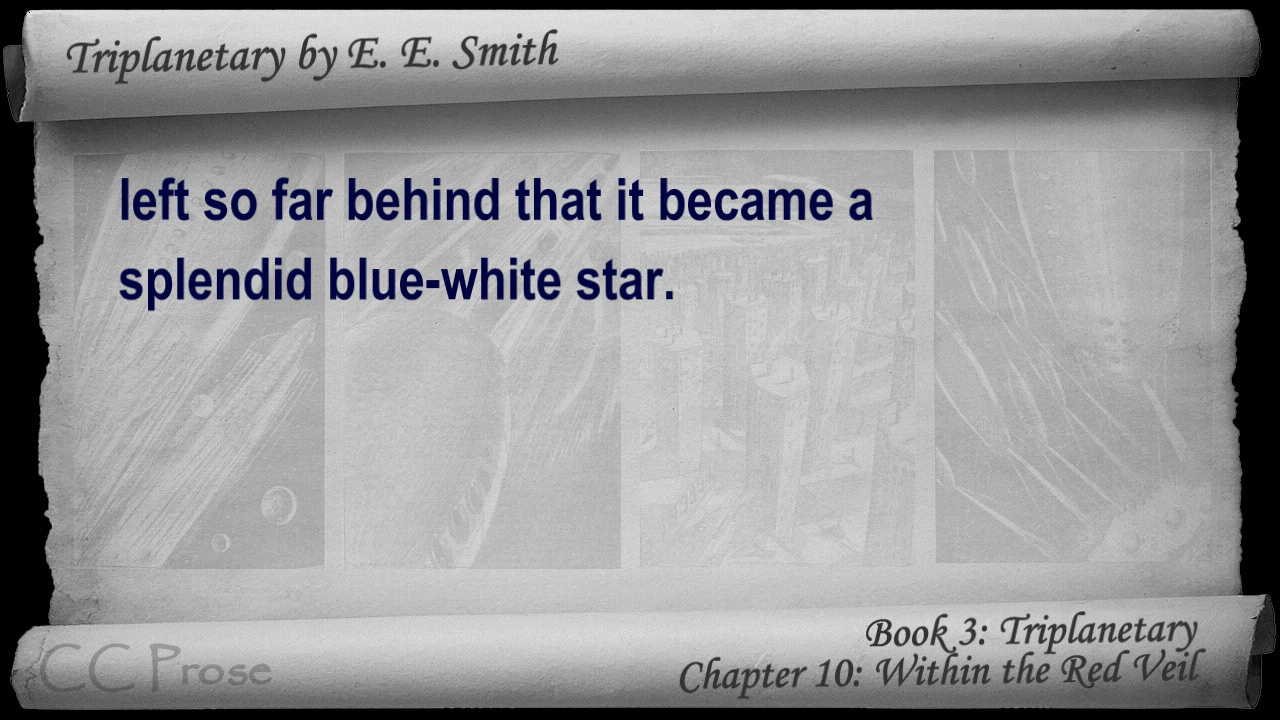 Triplanetary by E. E. Smith
left so far behind that it became a
splendid blue-white star.
Book 3: Triplanetary
Chapter 10: Within the Red Veil
CC Prose